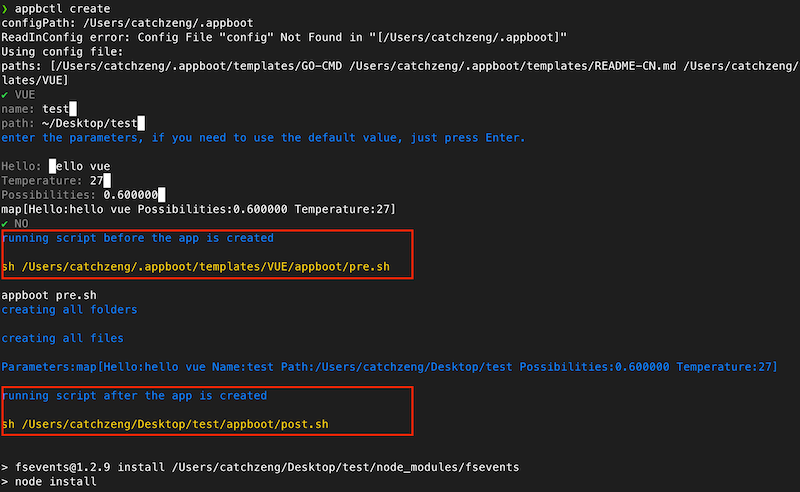 ❯ appbctl create
configPath: /Users/catchzeng/.appboot
ReadInConfig error: Config File "config" Not Found in "[/Users/catchzeng/.appboot]"
Using config file:
paths: [/Users/catchzeng/.appboot/templates/GO-CMD /Users/catchzeng/.appboot/templates/README-CN.md /Users/catchzeng/
lates/VUE]
✔ VUE
name: test
path: ~/Desktop/test
enter the parameters, if you need to use the default value, just press Enter.
Hello: ello vue
Temperature: 27
Possibilities: 0.600000
map[Hello:hello vue Possibilities:0.600000 Temperature:27]
✔ NO
running script before the app is created
sh /Users/catchzeng/.appboot/templates/VUE/appboot/pre.sh
appboot pre.sh
creating all folders
creating all files
Parameters:map[Hello:hello vue Name:test Path:/Users/catchzeng/Desktop/test Possibilities:0.600000 Temperature:27]
running script after the app is created
sh /Users/catchzeng/Desktop/test/appboot/post.sh
> fsevents@1.2.9 install /Users/catchzeng/Desktop/test/node_modules/fsevents
> node install